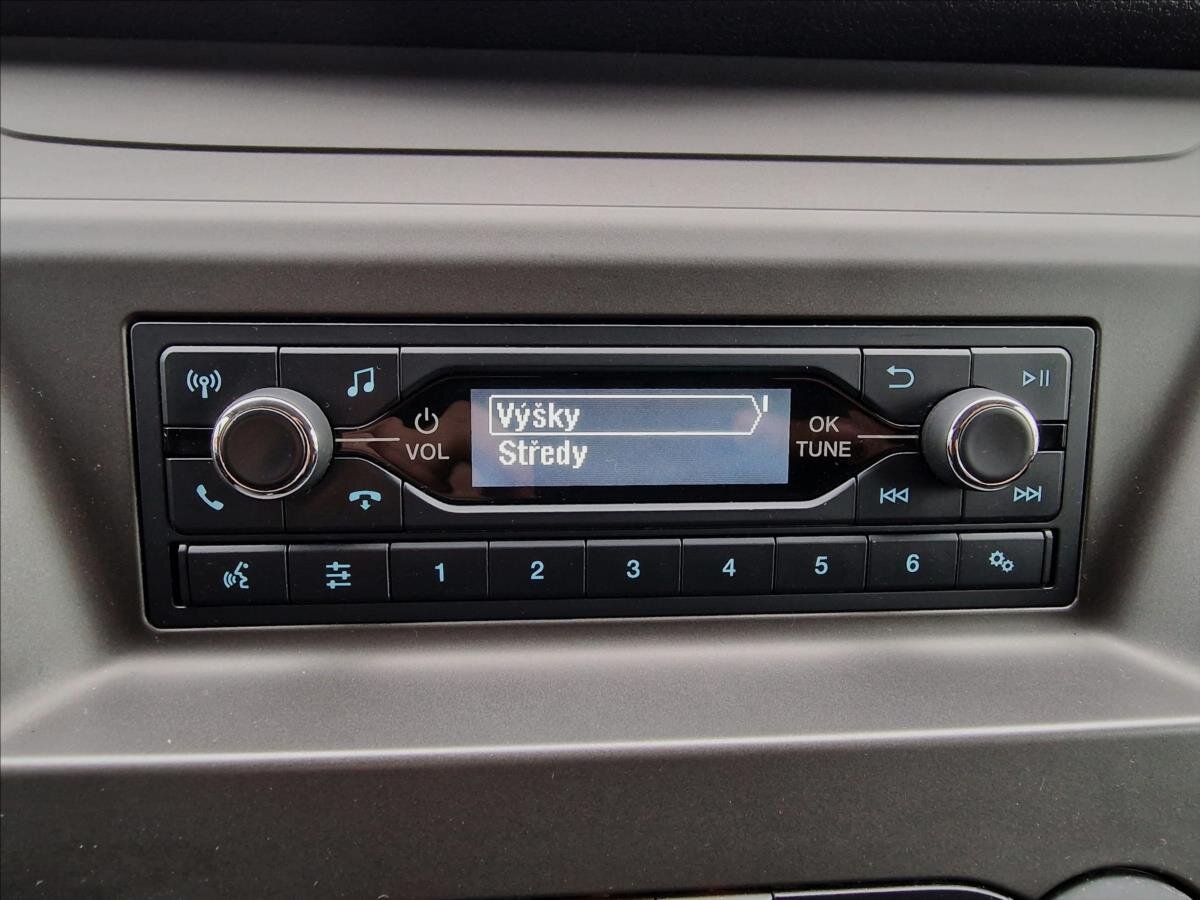 Výšky
Středy
VOL
OK
TUNE
1 2 3 4 5 6